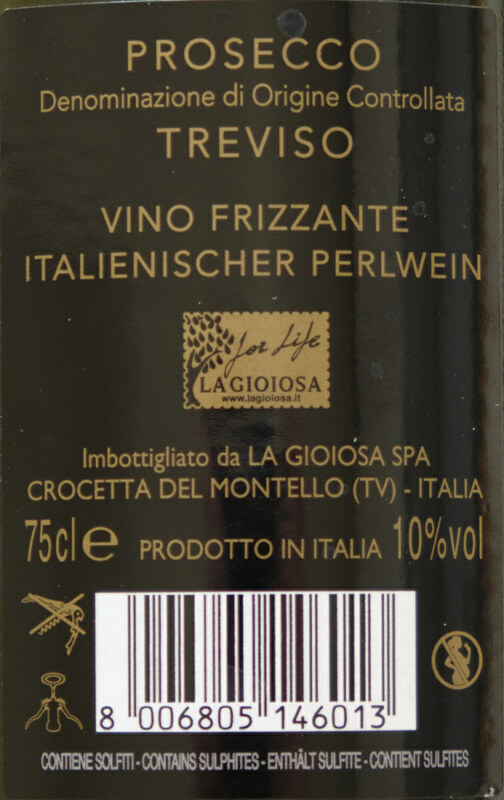 PROSECCO
Denominazione di Origine Controllata
TREVISO
VINO FRIZZANTE
ITALIENISCHER PERLWEIN
for Life
LA GIOIOSA
www.lagioiosa.it
Imbottigliato da LA GIOIOSA SPA
CROCETTA DEL MONTELLO (TV) - ITALIA
75cl e PRODOTTO IN ITALIA 10%vol
8 006805 146013
CONTIENE SOLFITI - CONTAINS SULPHITES - ENTHÄLT SULFITE - CONTIENT SULFITES